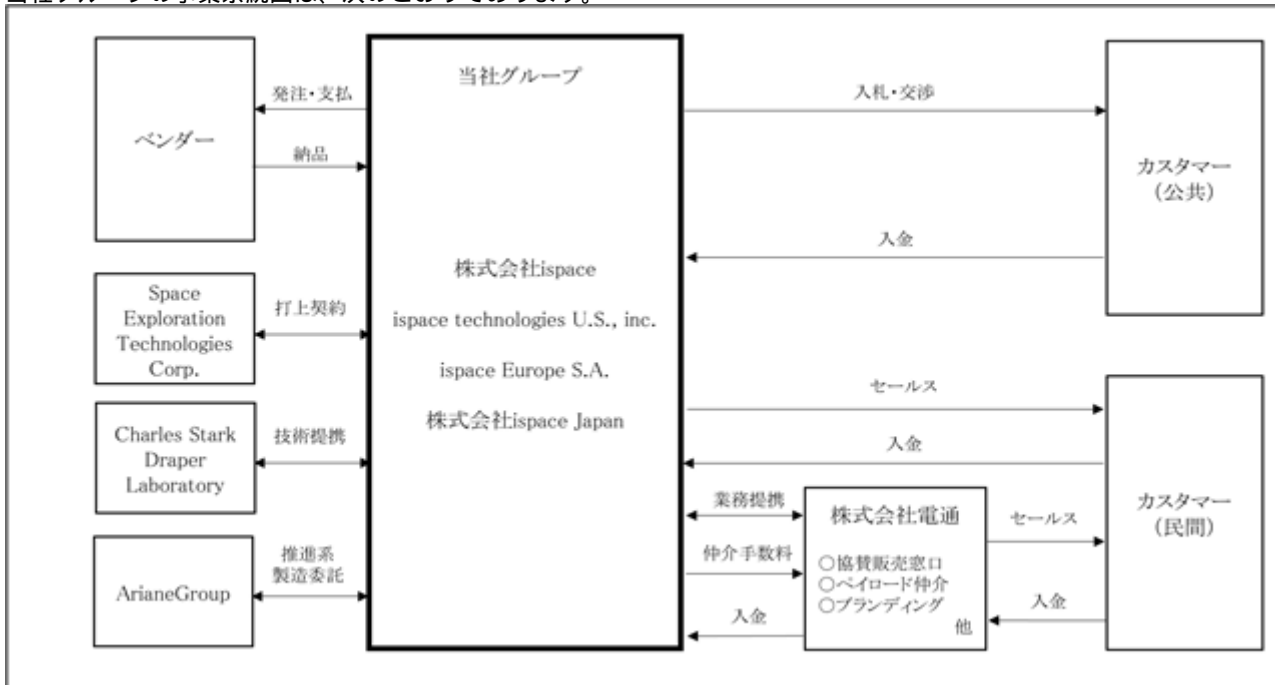 当社グループの事業系統図は、次のとおりであります。
ベンダー
発注・支払
納品
Space
Exploration
Technologies
Corp.
打上契約
Charles Stark
Draper
Laboratory
技術提携
ArianeGroup
推進系
製造委託
当社グループ
株式会社ispace
ispace technologies U.S., inc.
ispace Europe S.A.
株式会社ispace Japan
入札・交渉
入金
カスタマー
(公共)
セールス
入金
業務提携
仲介手数料
入金
株式会社電通
○協賛販売窓口
○ペイロード仲介
○ブランディング
他
セールス
入金
カスタマー
(民間)